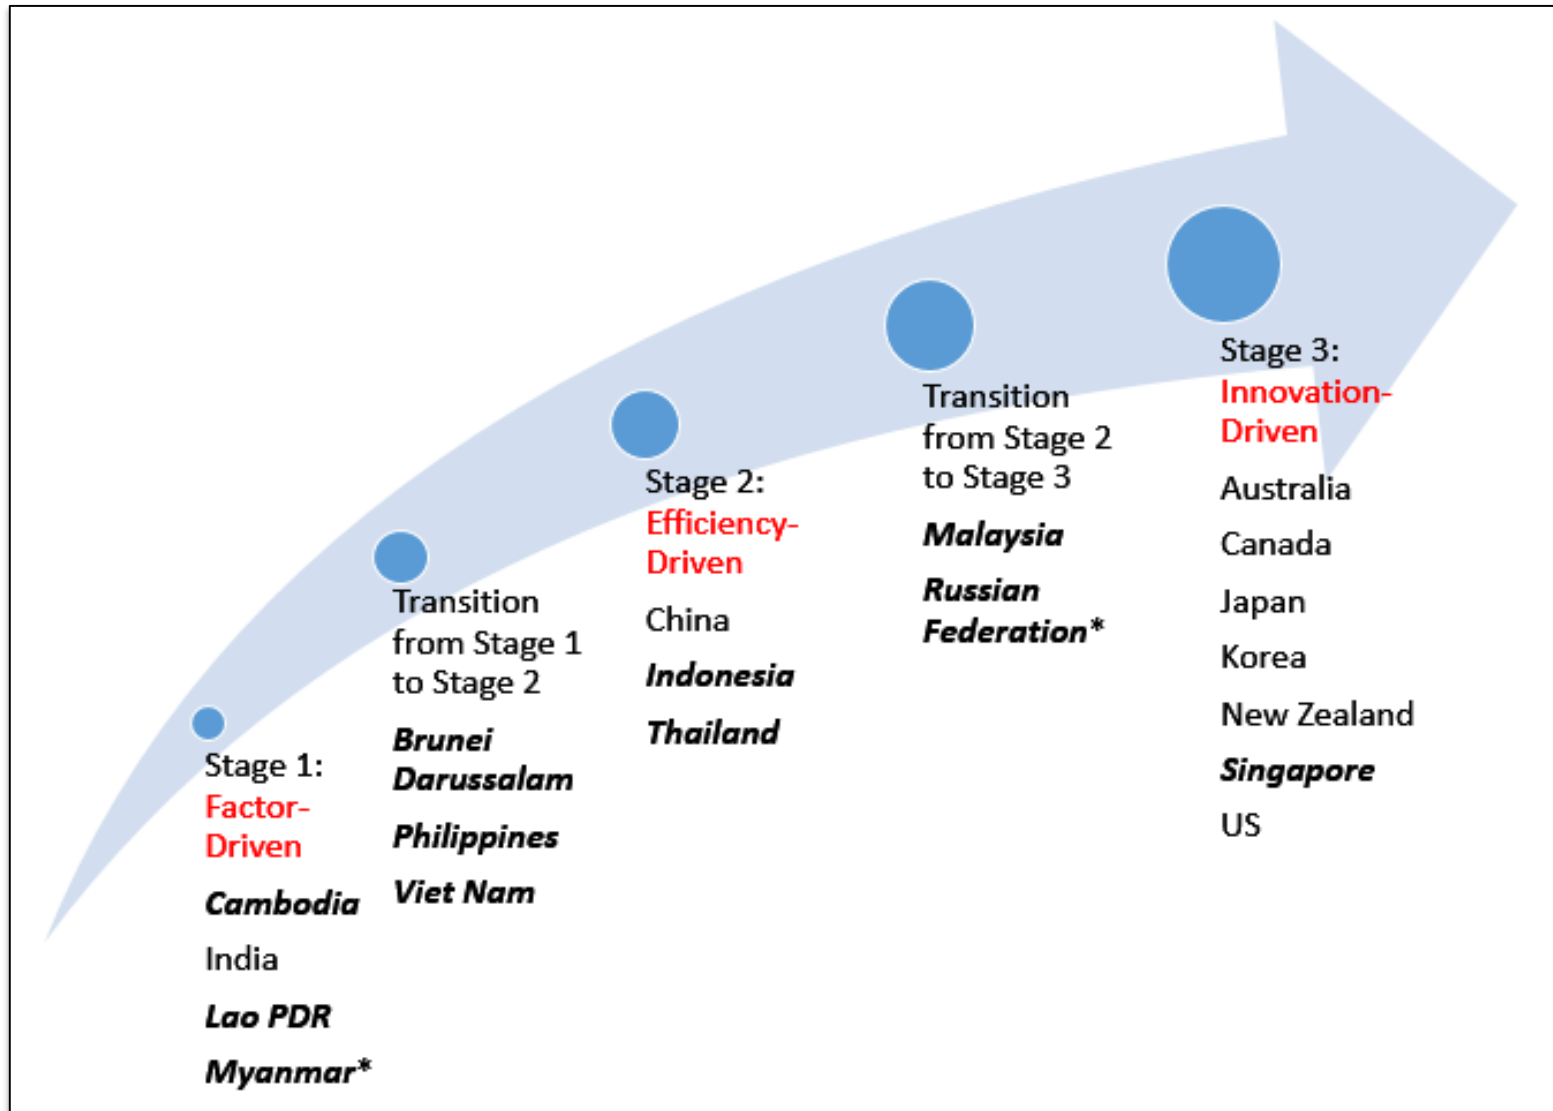 Stage 1:
Factor-
Driven
Cambodia
India
Lao PDR
Myanmar*
Transition
from Stage 1
to Stage 2
Brunei
Darussalam
Philippines
Viet Nam
Stage 2:
Efficiency-
Driven
China
Indonesia
Thailand
Transition
from Stage 2
to Stage 3
Malaysia
Russian
Federation*
Stage 3:
Innovation-
Driven
Australia
Canada
Japan
Korea
New Zealand
Singapore
US